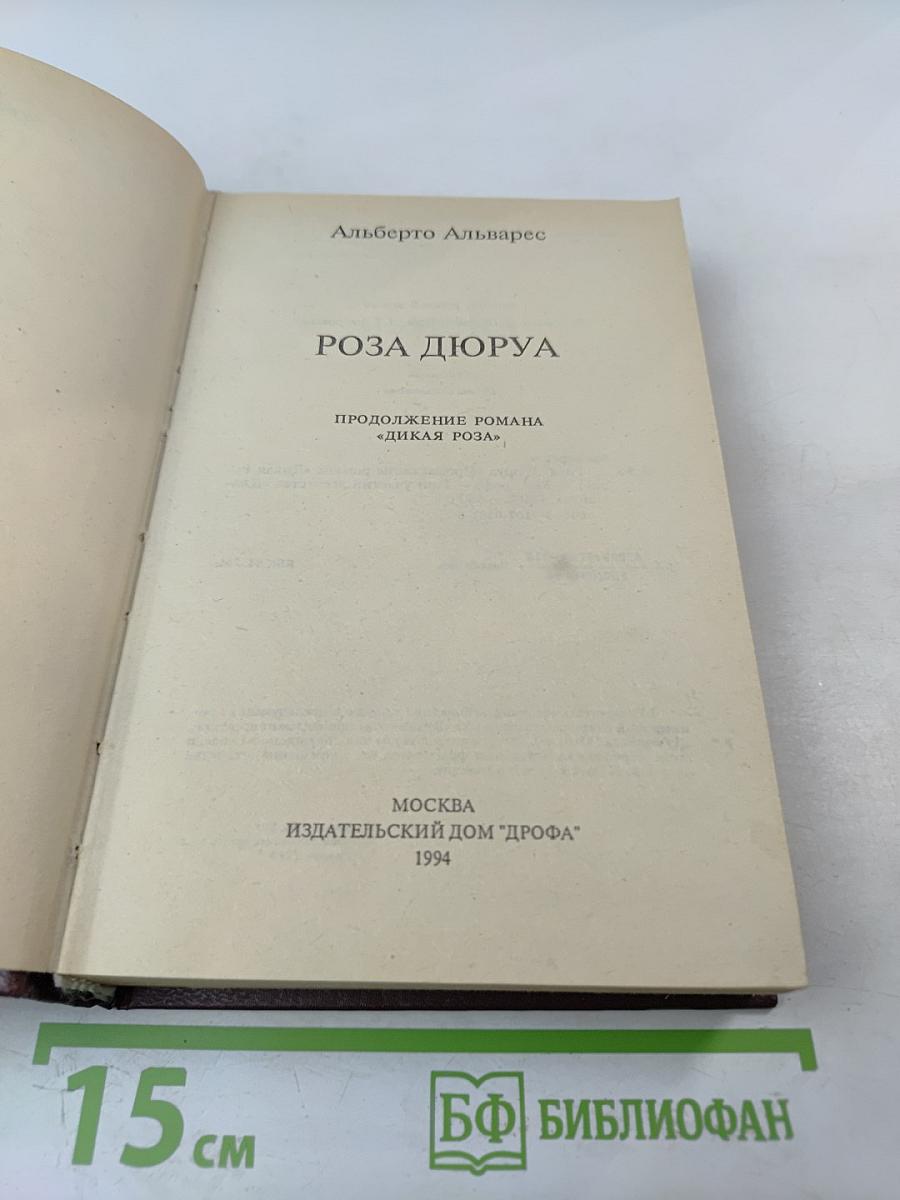 Альберто Альварес
РОЗА ДЮРУА
ПРОДОЛЖЕНИЕ РОМАНА
«ДИКАЯ РОЗА»
МОСКВА
ИЗДАТЕЛЬСКИЙ ДОМ "ДРОФА"
1994
15 см
БФ БИБЛИОФАН